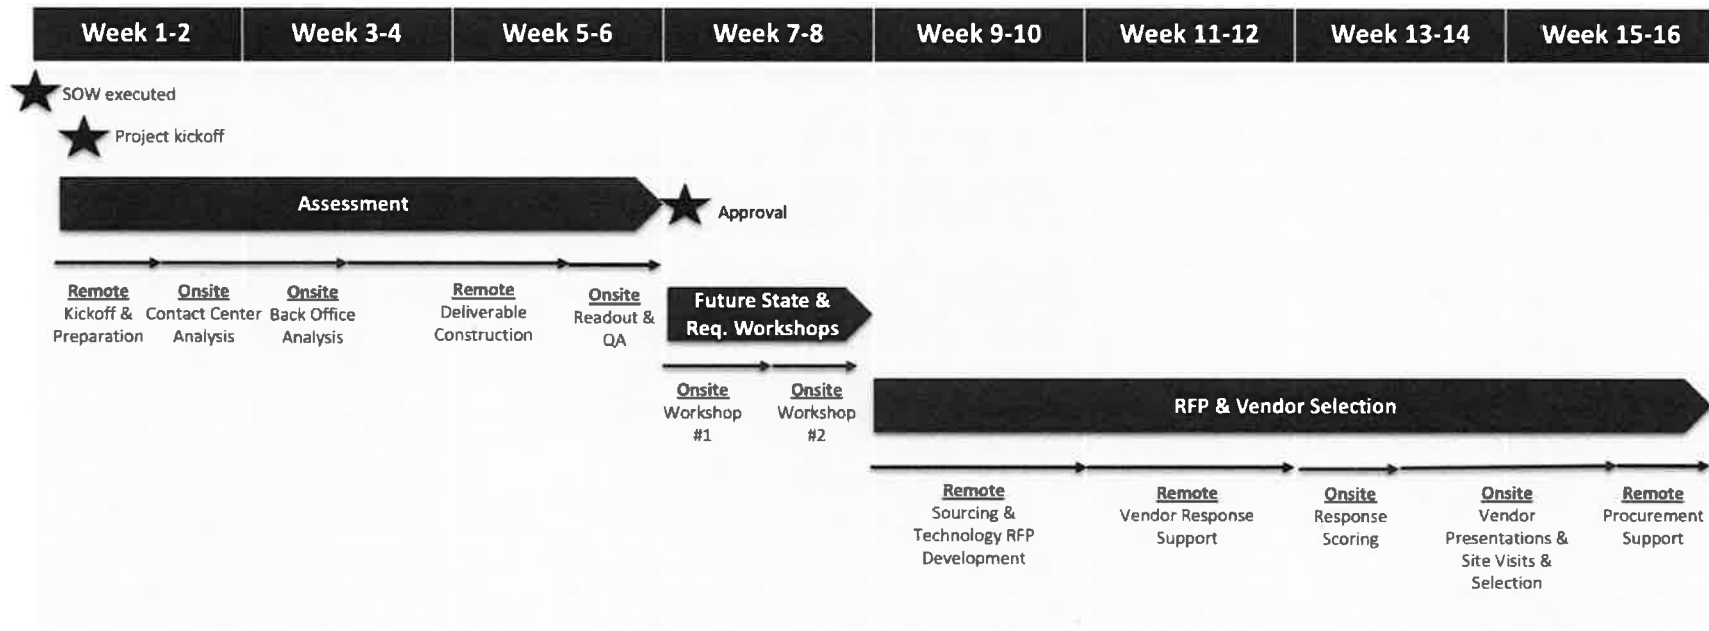 Week 1-2
Week 3-4
Week 5-6
Week 7-8
Week 9-10
Week 11-12
Week 13-14
Week 15-16
SOW executed
Project kickoff
Assessment
Approval
Remote
Kickoff &
Preparation
Onsite
Contact Center
Analysis
Onsite
Back Office
Analysis
Remote
Deliverable
Construction
Onsite
Readout &
QA
Future State &
Req. Workshops
Onsite
Workshop
#1
Onsite
Workshop
#2
RFP & Vendor Selection
Remote
Sourcing &
Technology RFP
Development
Remote
Vendor Response
Support
Onsite
Response
Scoring
Onsite
Vendor
Presentations &
Site Visits &
Selection
Remote
Procurement
Support